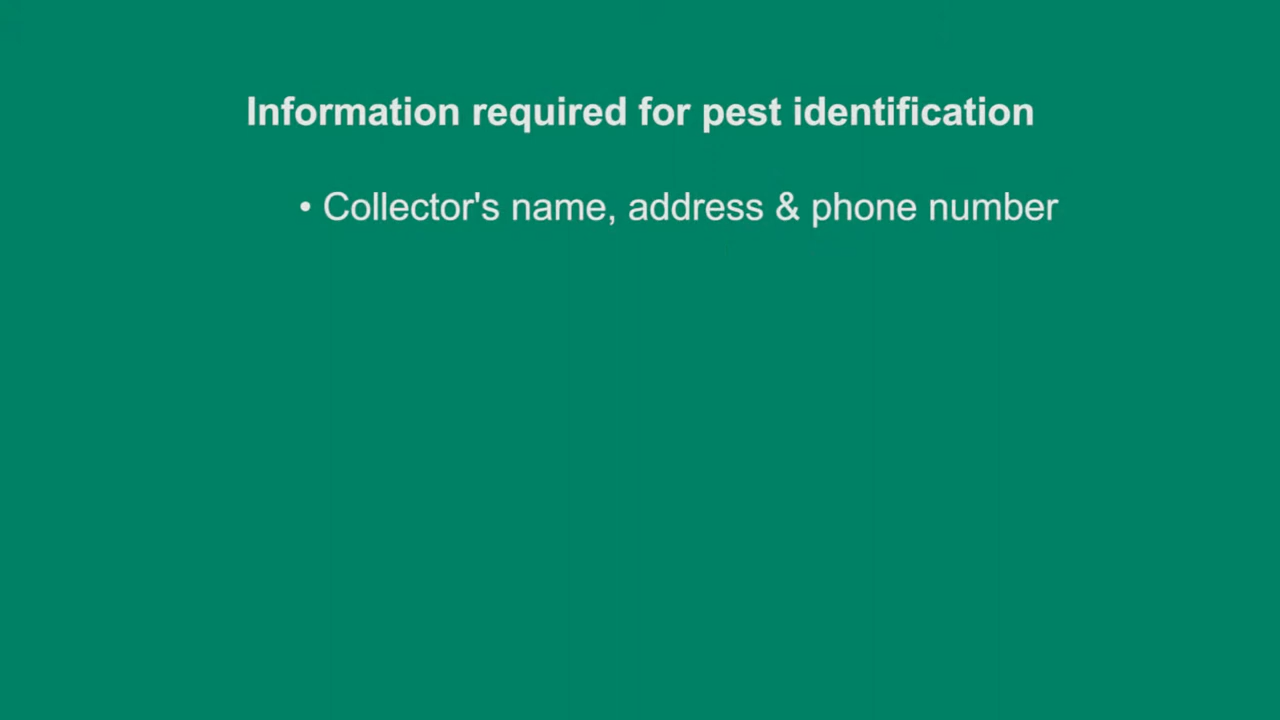 Information required for pest identification
• Collector's name, address & phone number